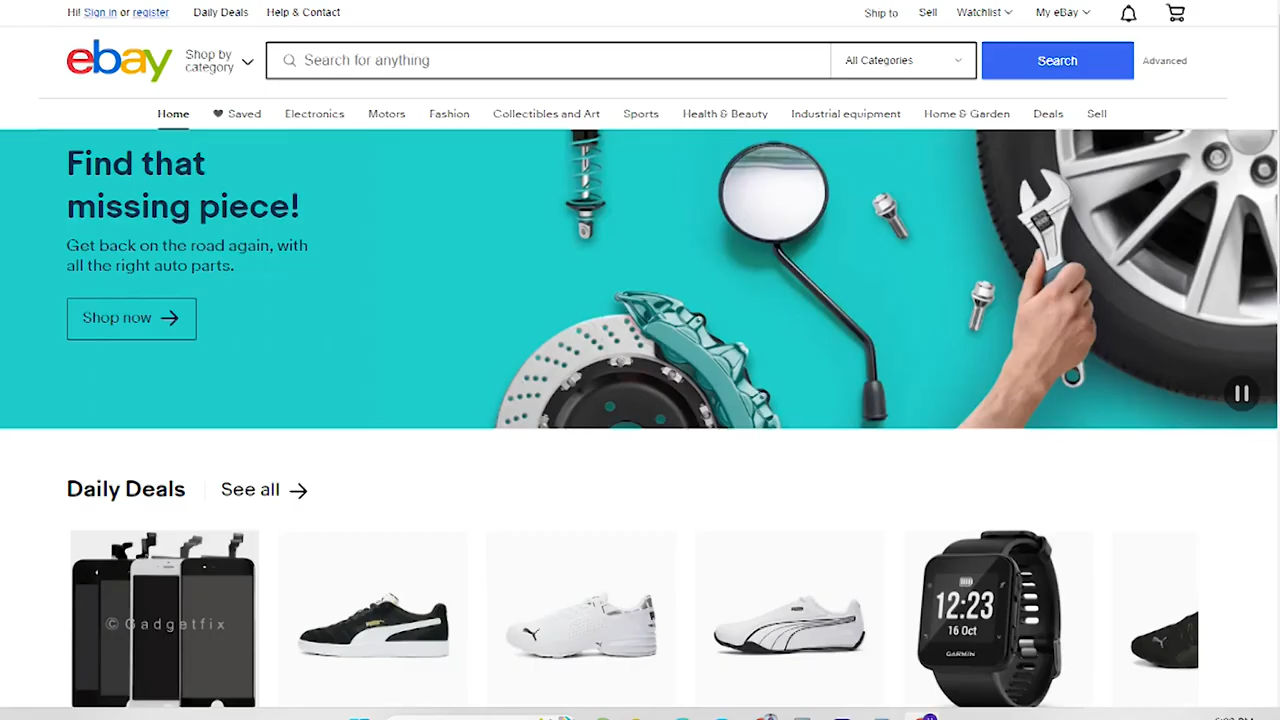 Hi! Sign in or register Daily Deals Help & Contact Ship to Sell Watchlist My eBay
ebay Shop by category Search for anything All Categories Search Advanced
Home Saved Electronics Motors Fashion Collectibles and Art Sports Health & Beauty Industrial equipment Home & Garden Deals Sell
Find that
missing piece!
Get back on the road again, with
all the right auto parts.
Shop now
Daily Deals See all
© Gadgetfix
12:23
16 Oct
GARMIN